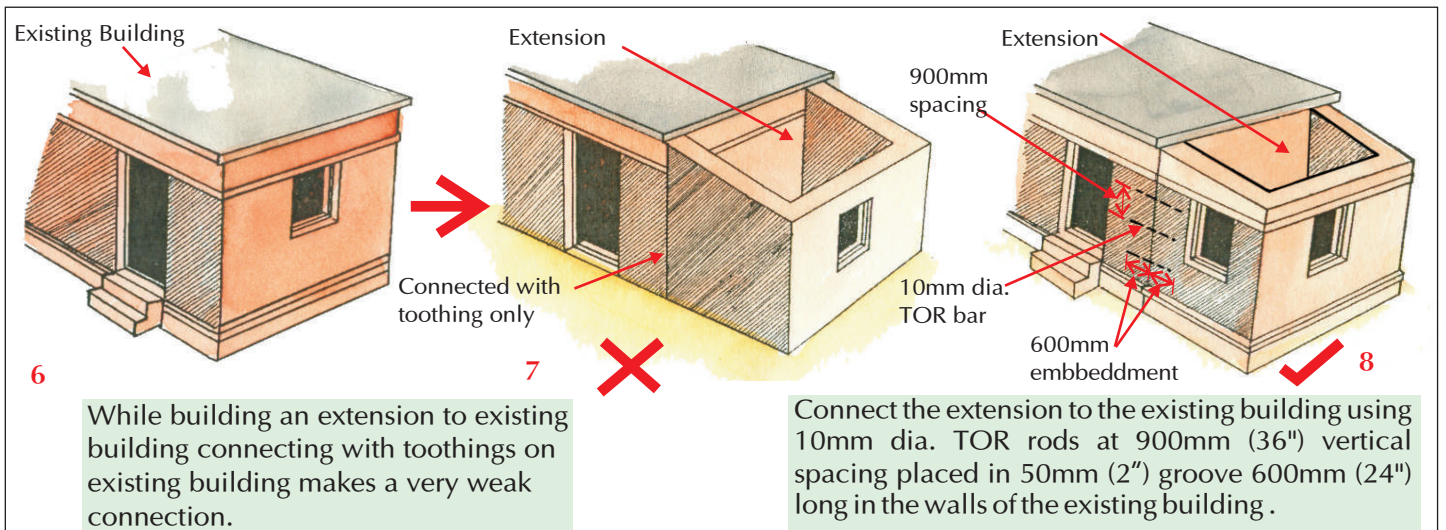 Existing Building
6
Extension
Connected with
toothing only
7
Extension
900mm
spacing
10mm dia.
TOR bar
600mm
embbeddment
8
While building an extension to existing
building connecting with toothings on
existing building makes a very weak
connection.
Connect the extension to the existing building using
10mm dia. TOR rods at 900mm (36") vertical
spacing placed in 50mm (2″) groove 600mm (24")
long in the walls of the existing building .